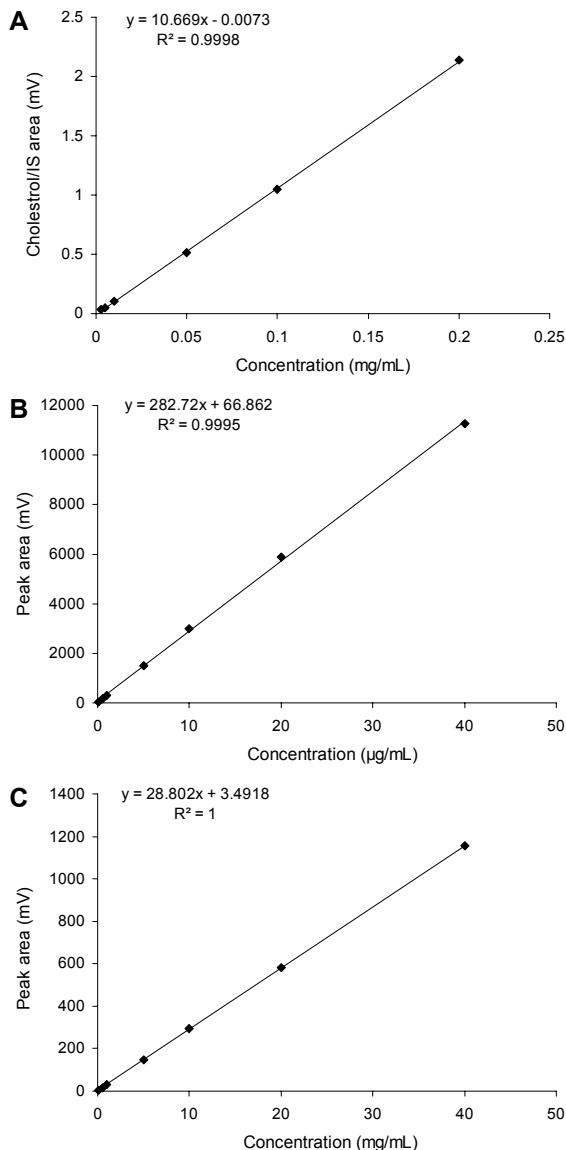 A
y = 10.669x - 0.0073
R² = 0.9998
Cholestrol/IS area (mV)
2.5
2
1.5
1
0.5
0
0 0.05 0.1 0.15 0.2 0.25
Concentration (mg/mL)
B
y = 282.72x + 66.862
R² = 0.9995
Peak area (mV)
12000
10000
8000
6000
4000
2000
0
0 10 20 30 40 50
Concentration (µg/mL)
C
y = 28.802x + 3.4918
R² = 1
Peak area (mV)
1400
1200
1000
800
600
400
200
0
0 10 20 30 40 50
Concentration (mg/mL)